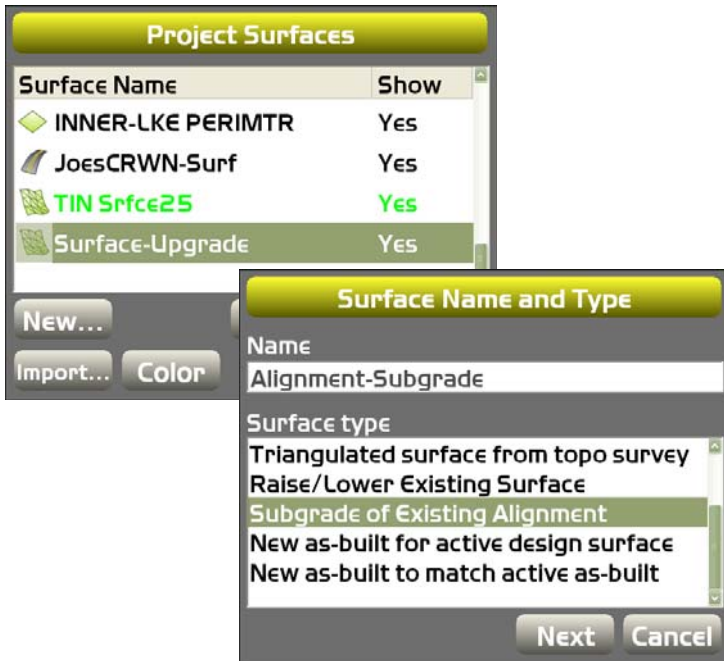 Project Surfaces
Surface Name Show
INNER-LKE PERIMTR Yes
JoesCRWN-Surf Yes
TIN Srfce25 Yes
Surface-Upgrade Yes
New...
Import... Color
Surface Name and Type
Name
Alignment-Subgrade
Surface type
Triangulated surface from topo survey
Raise/Lower Existing Surface
Subgrade of Existing Alignment
New as-built for active design surface
New as-built to match active as-built
Next Cancel